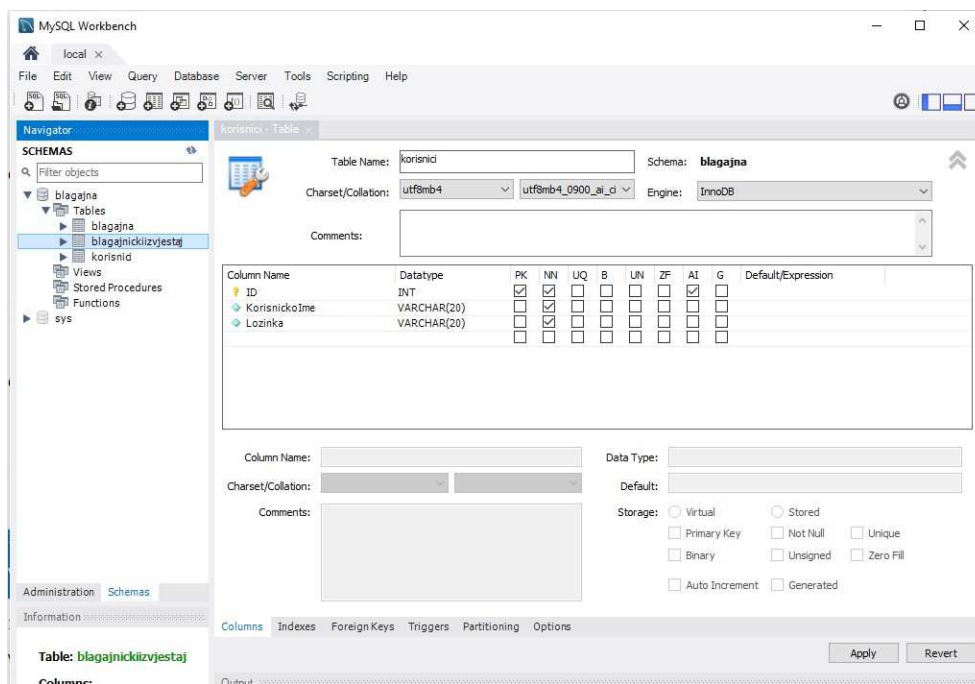 MySQL Workbench
local
File Edit View Query Database Server Tools Scripting Help
Navigator
SCHEMAS
Filter objects
blagajna
Tables
blagajna
blagajnickiizvjestaj
korisnici
Views
Stored Procedures
Functions
sys
Administration Schemas
Information
Table: blagajnickiizvjestaj
Columns:
korisnici - Table
Table Name: korisnici Schema: blagajna
Charset/Collation: utf8mb4 utf8mb4_0900_ai_ci Engine: InnoDB
Comments:
Column Name Datatype PK NN UQ B UN ZF AI G Default/Expression
ID INT
KorisnickoIme VARCHAR(20)
Lozinka VARCHAR(20)
Column Name: Data Type:
Charset/Collation: Default:
Comments: Storage: Virtual Stored
Primary Key Not Null Unique
Binary Unsigned Zero Fill
Auto Increment Generated
Columns Indexes Foreign Keys Triggers Partitioning Options
Apply Revert
Output